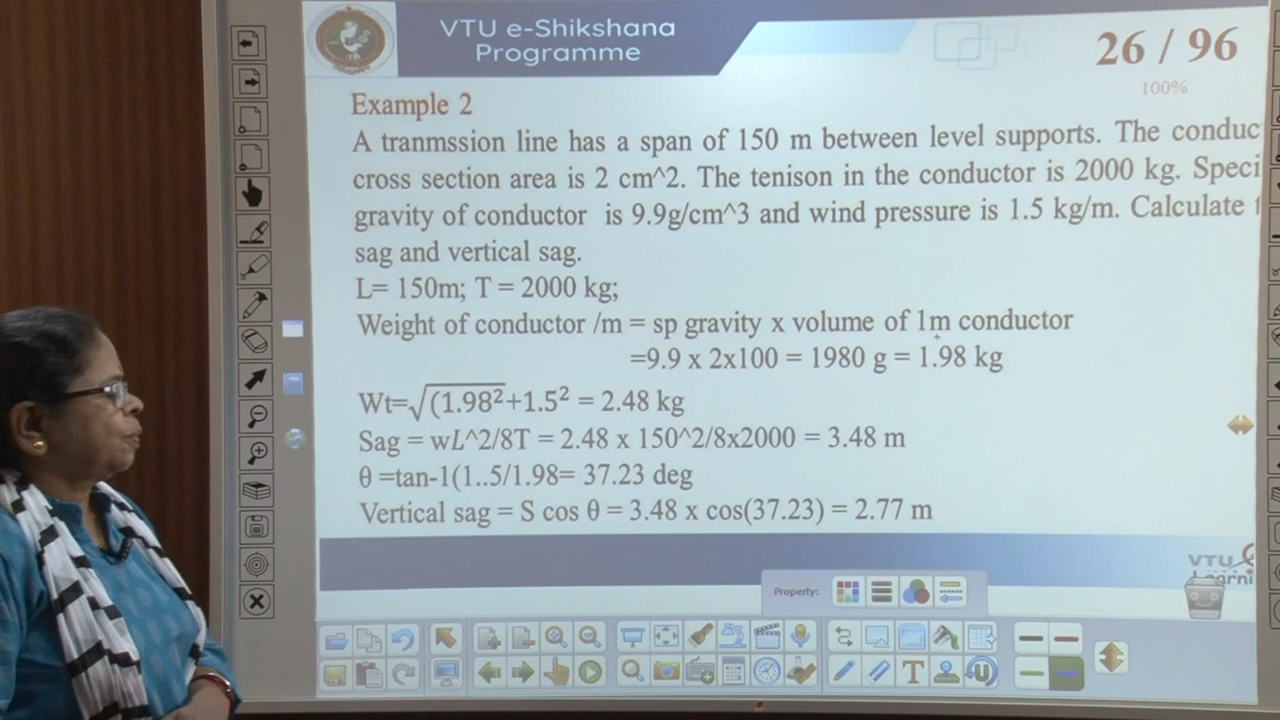 VTU e-Shikshana
Programme
26 / 96
100%
Example 2
A tranmssion line has a span of 150 m between level supports. The conduc
cross section area is 2 cm^2. The tenison in the conductor is 2000 kg. Speci
gravity of conductor is 9.9g/cm^3 and wind pressure is 1.5 kg/m. Calculate
sag and vertical sag.
L= 150m; T = 2000 kg;
Weight of conductor /m = sp gravity x volume of 1m conductor
=9.9 x 2x100 = 1980 g = 1.98 kg
Wt=√(1.98²+1.5² = 2.48 kg
Sag = wL^2/8T = 2.48 x 150^2/8x2000 = 3.48 m
θ =tan-1(1..5/1.98= 37.23 deg
Vertical sag = S cos θ = 3.48 x cos(37.23) = 2.77 m
VTU
Learni
Property: